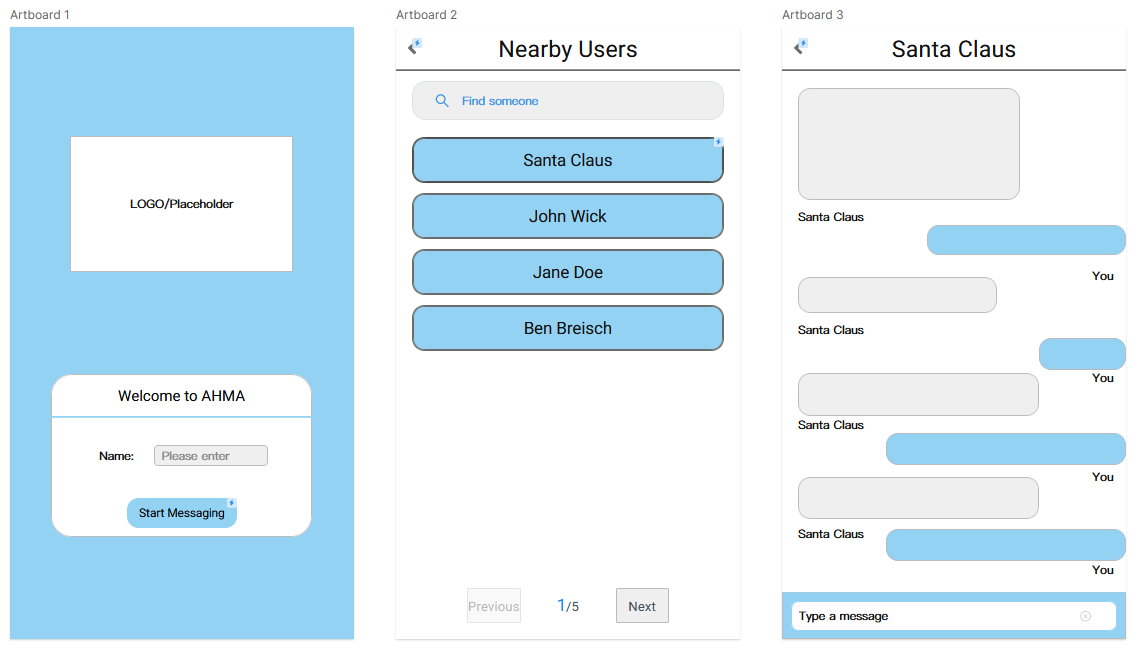 Artboard 1
LOGO/Placeholder
Welcome to AHMA
Name:
Please enter
Start Messaging
Artboard 2
Nearby Users
Find someone
Santa Claus
John Wick
Jane Doe
Ben Breisch
Previous
1/5
Next
Artboard 3
Santa Claus
Santa Claus
You
Santa Claus
You
Santa Claus
You
Santa Claus
You
Type a message